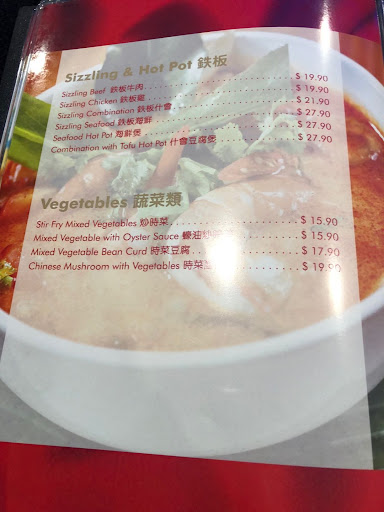 Sizzling & Hot Pot 鉄板
Sizzling Beef 鉄板牛肉 $ 19.90
Sizzling Chicken 鉄板雞 $ 19.90
Sizzling Combination 鉄板什會 $ 21.90
Sizzling Seafood 鉄板海鮮 $ 27.90
Seafood Hot Pot 海鮮煲 $ 27.90
Combination with Tofu Hot Pot 什會豆腐煲 $ 27.90
Vegetables 蔬菜類
Stir Fry Mixed Vegetables 炒時菜 $ 15.90
Mixed Vegetable with Oyster Sauce 蠔油炒 $ 15.90
Mixed Vegetable Bean Curd 時菜豆腐 $ 17.90
Chinese Mushroom with Vegetables 時菜 $ 19.90